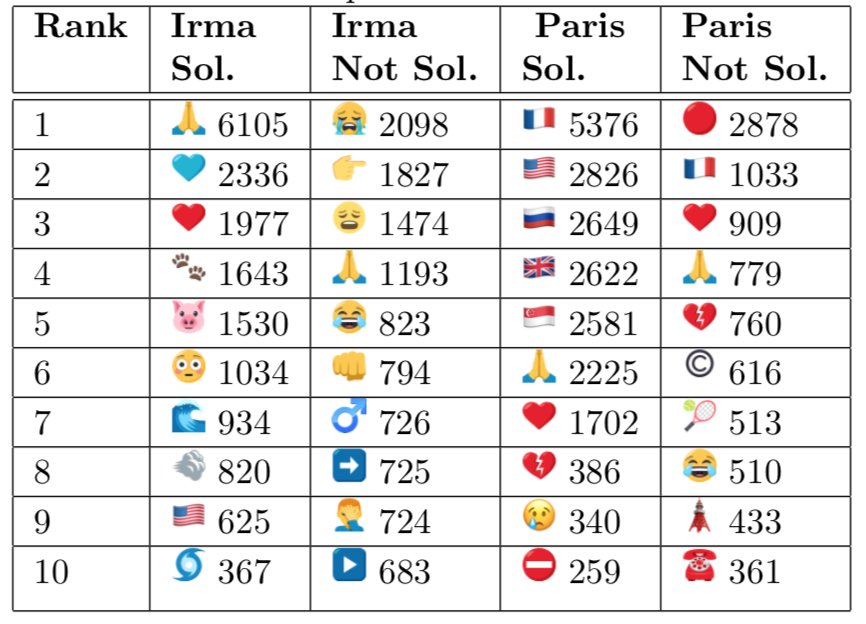 Rank Irma Sol. Irma Not Sol. Paris Sol. Paris Not Sol.
1 🙏 6105 😭 2098 🇫🇷 5376 🔴 2878
2 💙 2336 👉 1827 🇺🇸 2826 🇫🇷 1033
3 ❤️ 1977 😩 1474 🇷🇺 2649 ❤️ 909
4 🐾 1643 🙏 1193 🇬🇧 2622 🙏 779
5 🐷 1530 😂 823 🇸🇬 2581 💔 760
6 😳 1034 👊 794 🙏 2225 © 616
7 🌊 934 ♂️ 726 ❤️ 1702 🎾 513
8 💨 820 ➡️ 725 💔 386 😂 510
9 🇺🇸 625 🤦‍♂️ 724 😢 340 🗼 433
10 🌀 367 ▶️ 683 ⛔ 259 ☎️ 361